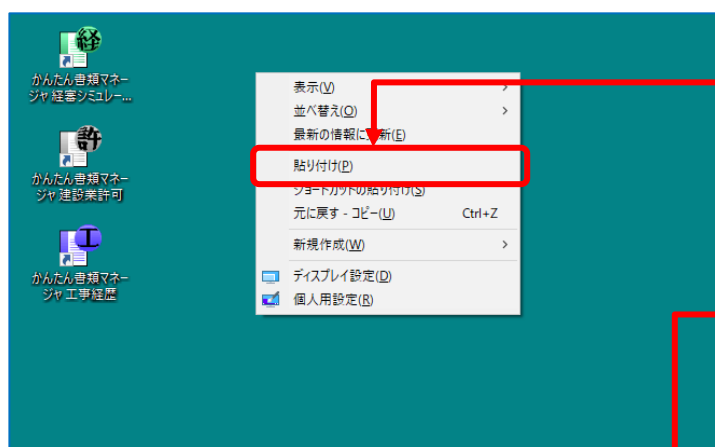 経
かんたん書類マネー
ジャ 経審シミュレー...
許
かんたん書類マネー
ジャ 建設業許可
工
かんたん書類マネー
ジャ 工事経歴
表示(V)
並べ替え(O)
最新の情報に更新(E)
貼り付け(P)
ショートカットの貼り付け(S)
元に戻す - コピー(U) Ctrl+Z
新規作成(W)
ディスプレイ設定(D)
個人用設定(R)